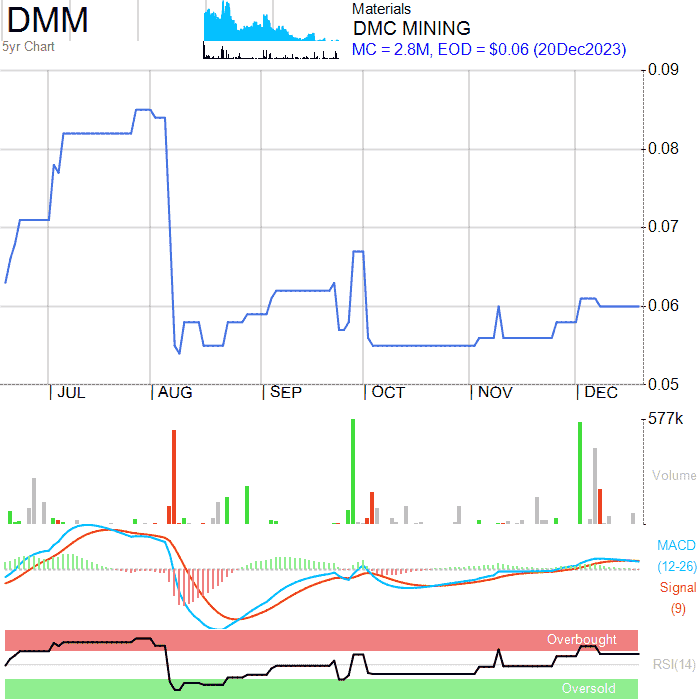 DMM
5yr Chart
Materials
DMC MINING
MC = 2.8M, EOD = $0.06 (20Dec2023)
0.09
0.08
0.07
0.06
0.05
JUL AUG SEP OCT NOV DEC
577k
Volume
MACD
(12-26)
Signal
(9)
Overbought
RSI(14)
Oversold